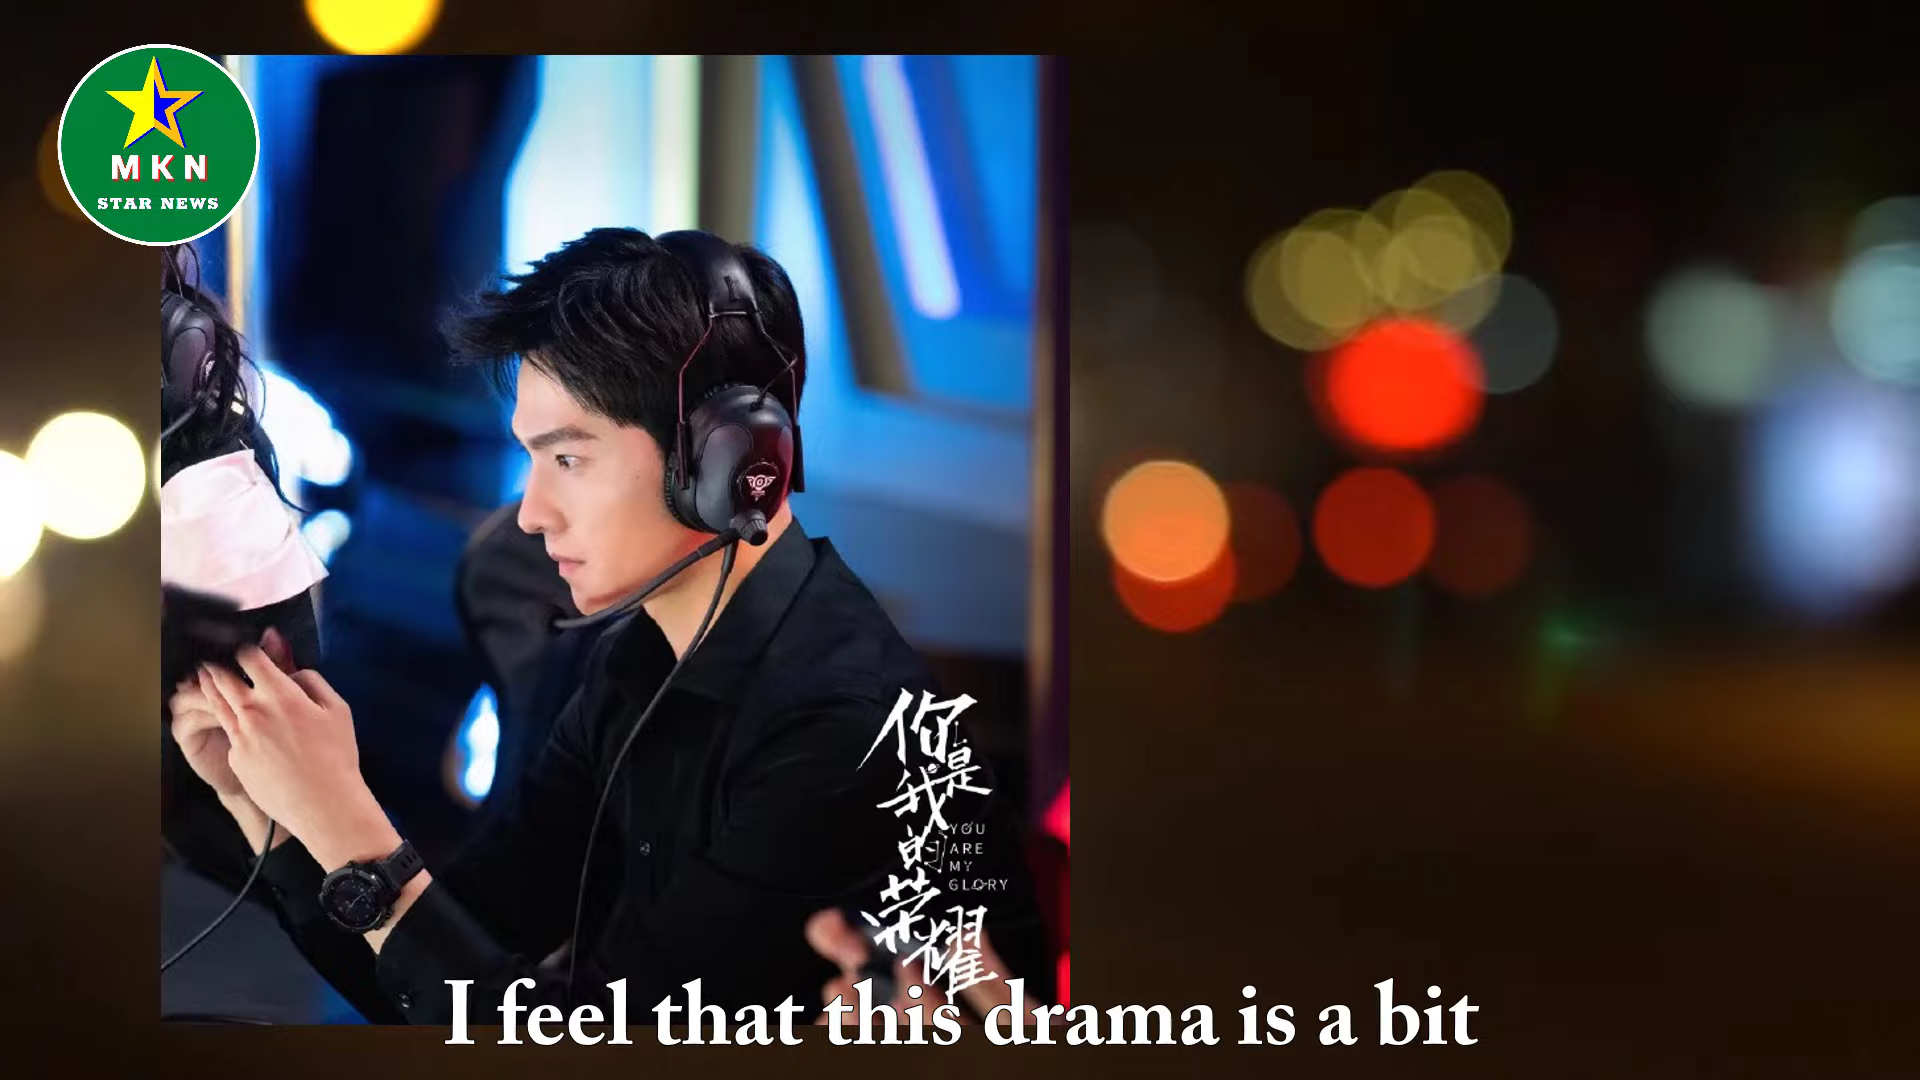 MKN
STAR NEWS
你是我的荣耀
YOU
ARE
MY
GLORY
I feel that this drama is a bit